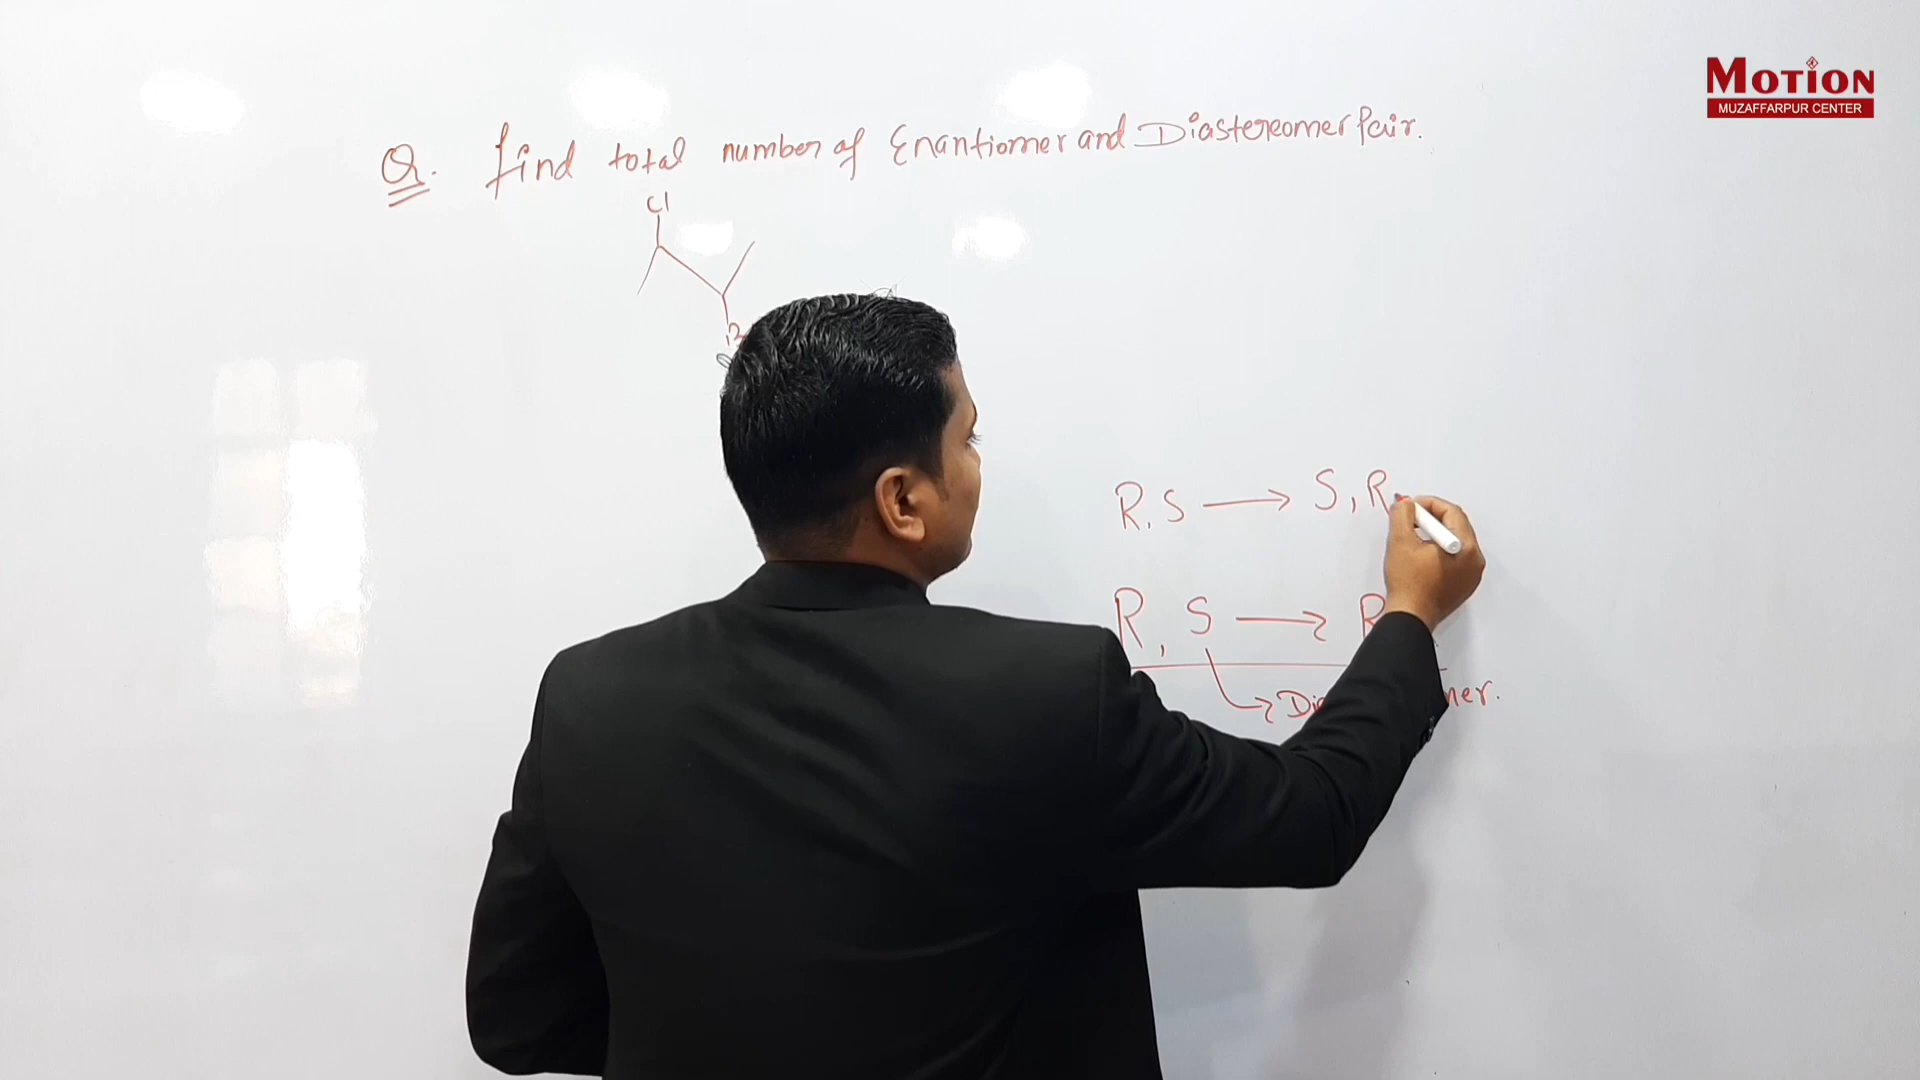 MOTION
MUZAFFARPUR CENTER
Q. find total number of Enantiomer and Diastereomer Pair.
Cl
R, S → S, R
R, S → R